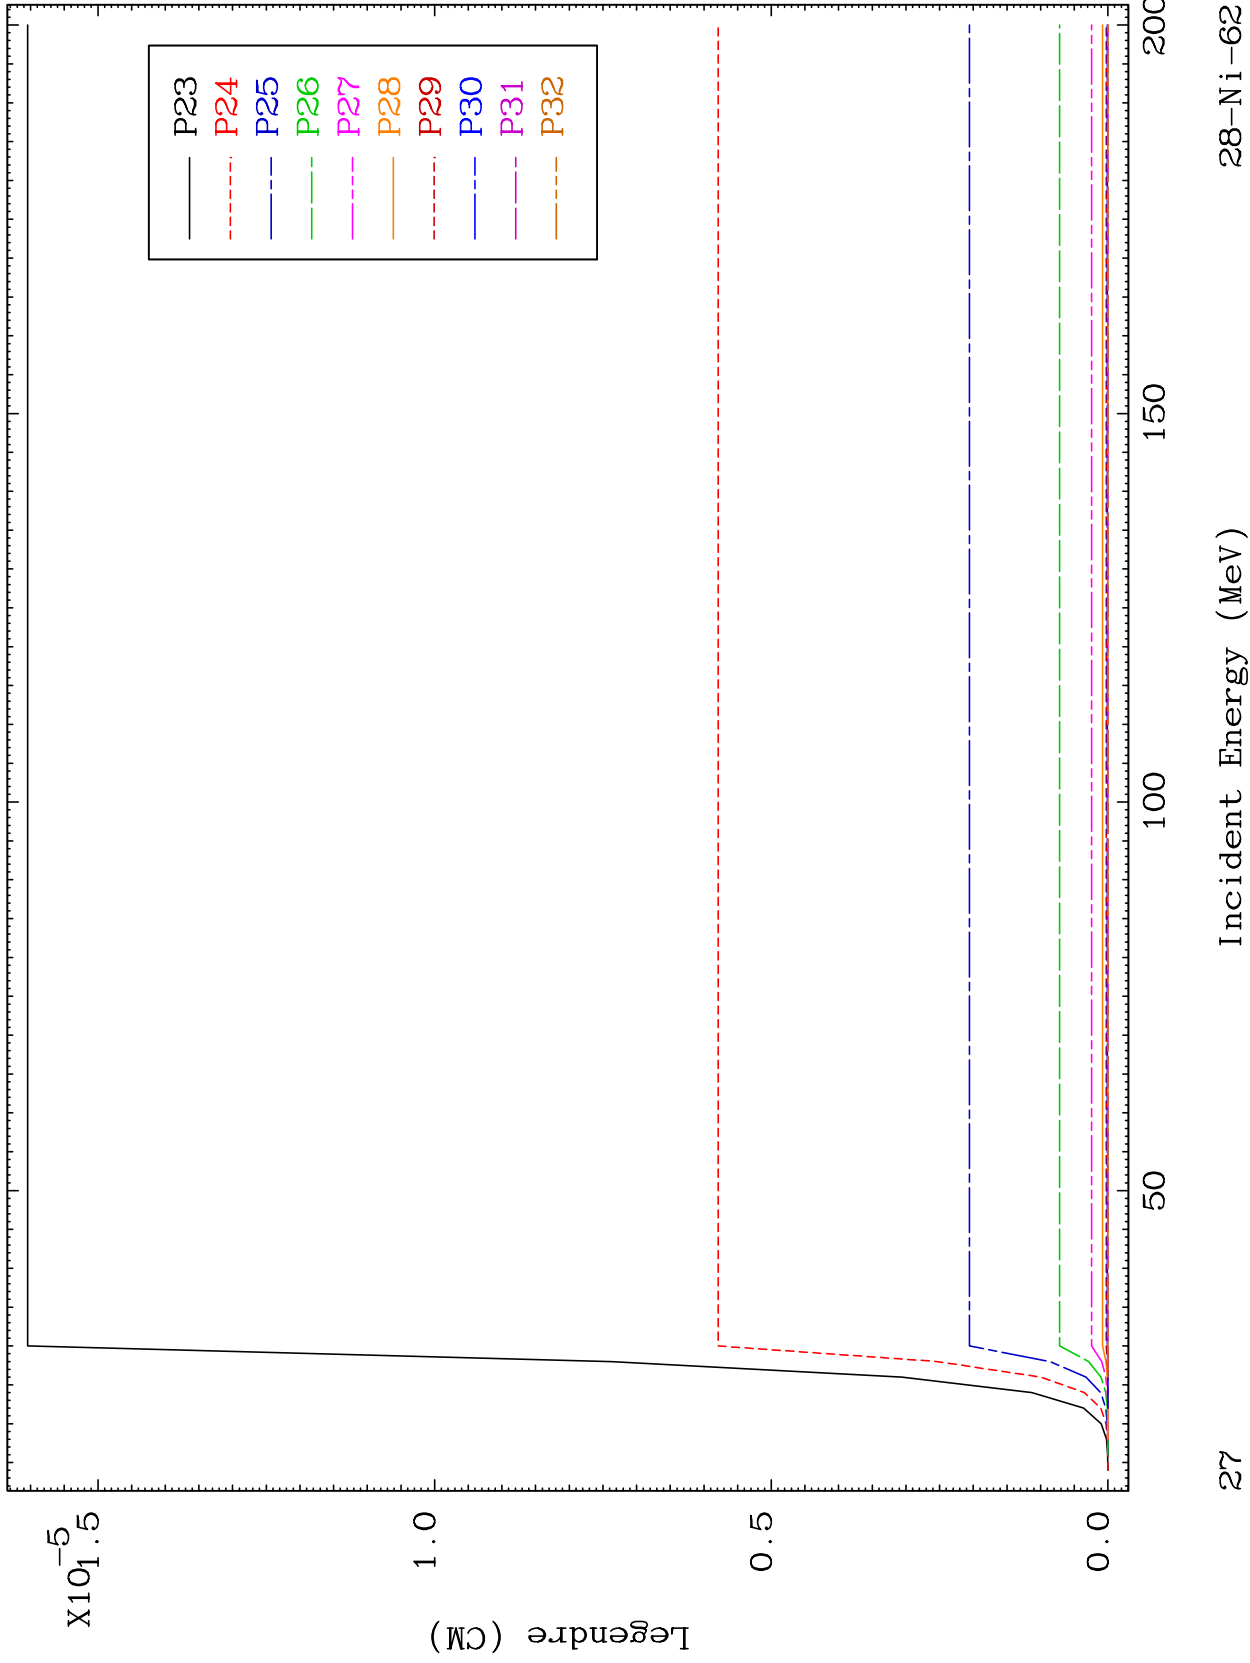 X10-5
1.5
1.0
0.5
0.0
Legendre (CM)
P23
P24
P25
P26
P27
P28
P29
P30
P31
P32
50
100
150
200
Incident Energy (MeV)
27
28-Ni-62